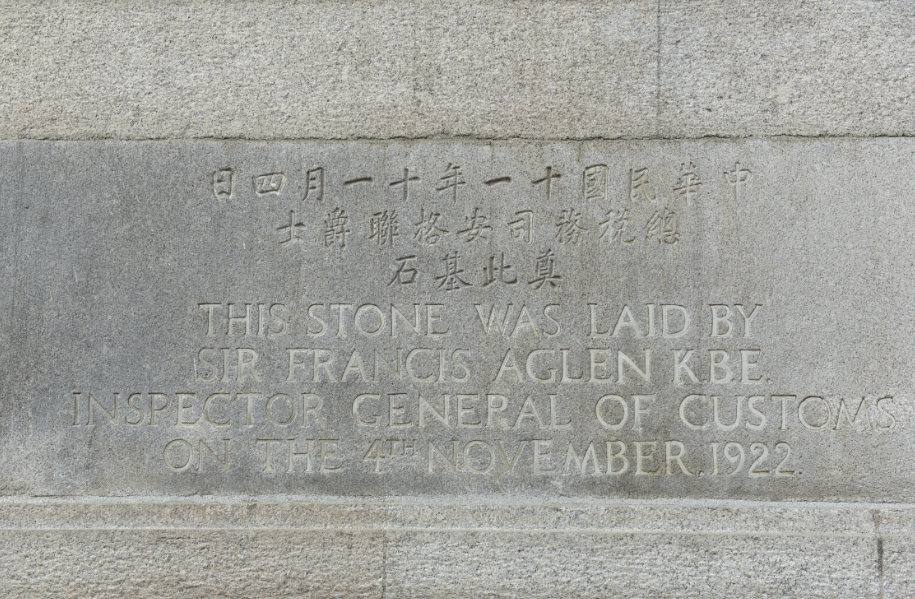 中華民國十一年十一月四日
總稅務司安格聯爵士
奠此基石
THIS STONE WAS LAID BY
SIR FRANCIS AGLEN K.B.E.
INSPECTOR GENERAL OF CUSTOMS
ON THE 4TH NOVEMBER.1922.